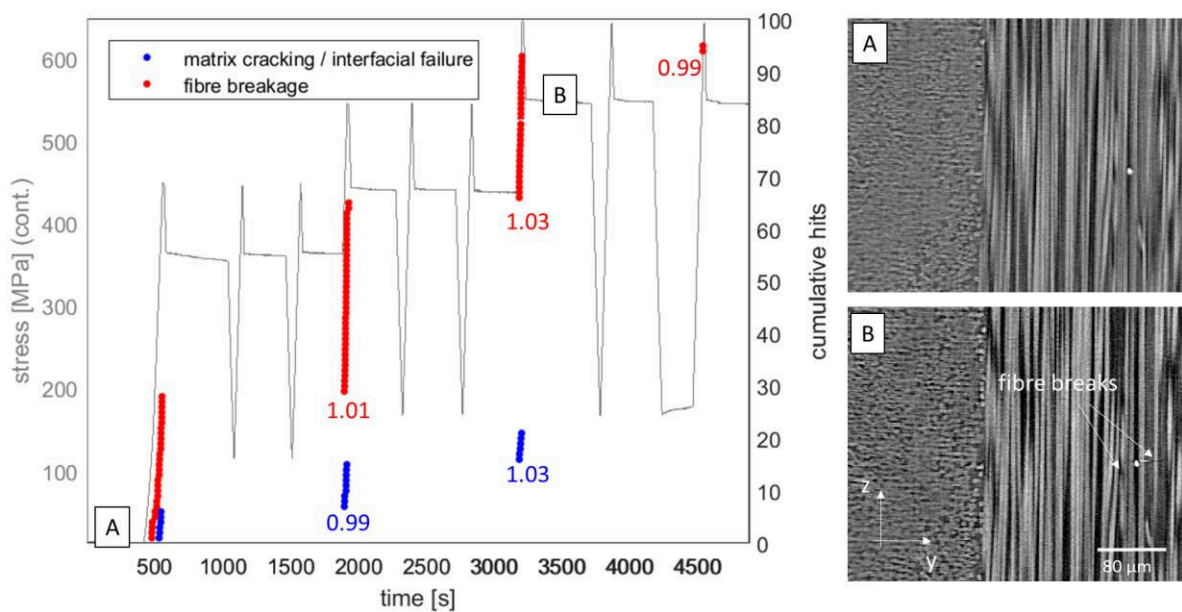 matrix cracking / interfacial failure
fibre breakage
stress [MPa] (cont.)
600
500
400
300
200
100
500 1000 1500 2000 2500 3000 3500 4000 4500
time [s]
100
90
80
70
60
50
40
30
20
10
0
cumulative hits
A
B
0.99
1.03
1.01
1.03
0.99
A
B
fibre breaks
z
y
80 µm